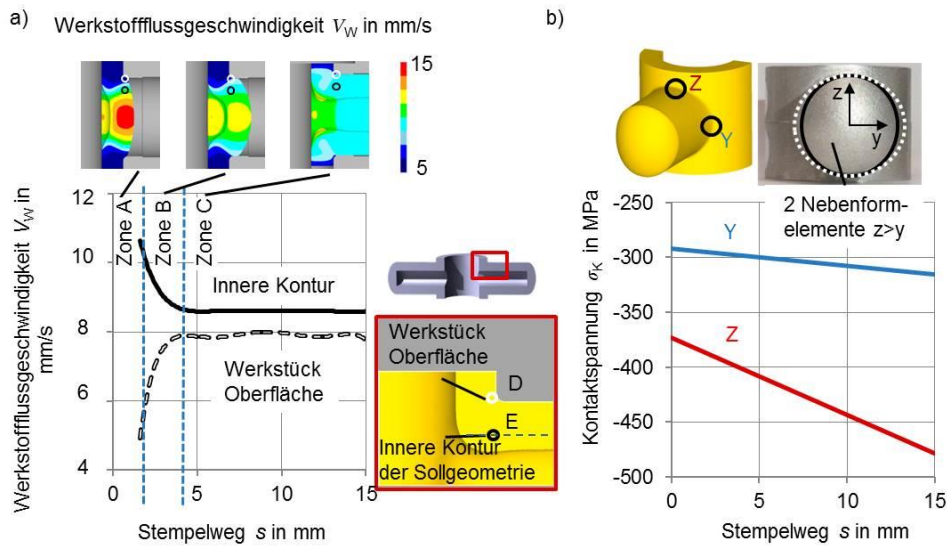 a)
Werkstoffflussgeschwindigkeit V_W in mm/s
15
5
Werkstoffflussgeschwindigkeit V_W in
mm/s
12
10
8
6
4
Zone A
Zone B
Zone C
Innere Kontur
Werkstück
Oberfläche
0
5
10
15
Stempelweg s in mm
Werkstück
Oberfläche
D
E
Innere Kontur
der Sollgeometrie
b)
Z
Y
z
y
2 Nebenform-
elemente z>y
Kontaktspannung σ_K in MPa
-250
-300
-350
-400
-450
-500
Y
Z
0
5
10
15
Stempelweg s in mm